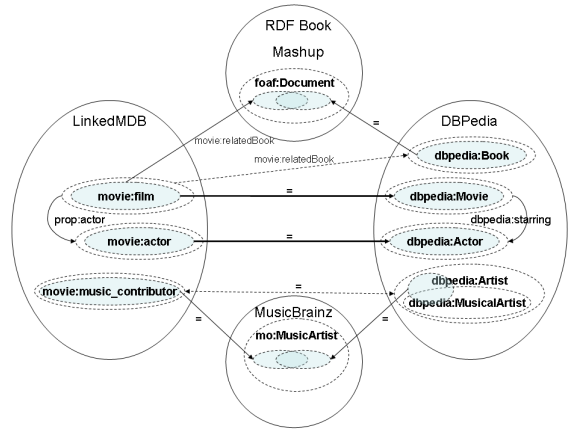 RDF Book
Mashup
foaf:Document
LinkedMDB
DBPedia
=
movie:relatedBook
movie:relatedBook
dbpedia:Book
movie:film
=
dbpedia:Movie
prop:actor
dbpedia:starring
movie:actor
=
dbpedia:Actor
dbpedia:Artist
movie:music_contributor
=
dbpedia:MusicalArtist
MusicBrainz
=
=
mo:MusicArtist